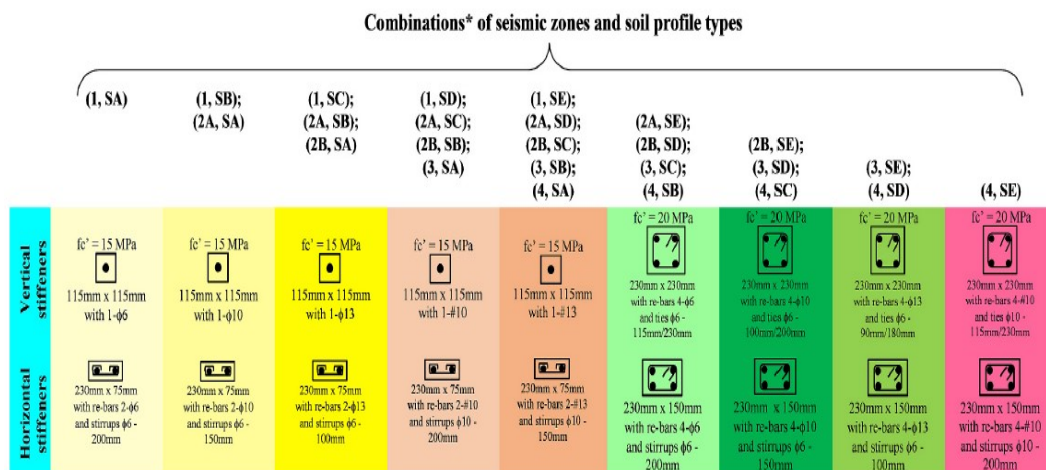 Combinations* of seismic zones and soil profile types
(1, SA)
(1, SB);
(2A, SA)
(1, SC);
(2A, SB);
(2B, SA)
(1, SD);
(2A, SC);
(2B, SB);
(3, SA)
(1, SE);
(2A, SD);
(2B, SC);
(3, SB);
(4, SA)
(2A, SE);
(2B, SD);
(3, SC);
(4, SB)
(2B, SE);
(3, SD);
(4, SC)
(3, SE);
(4, SD)
(4, SE)
Vertical
stiffeners
fc’ = 15 MPa
115mm x 115mm
with 1-ϕ6
fc’ = 15 MPa
115mm x 115mm
with 1-ϕ10
fc’ = 15 MPa
115mm x 115mm
with 1-ϕ13
fc’ = 15 MPa
115mm x 115mm
with 1-#10
fc’ = 15 MPa
115mm x 115mm
with 1-#13
fc’ = 20 MPa
230mm x 230mm
with re-bars 4-ϕ6
and ties ϕ6 -
115mm/230mm
fc’ = 20 MPa
230mm x 230mm
with re-bars 4-ϕ10
and ties ϕ6 -
100mm/200mm
fc’ = 20 MPa
230mm x 230mm
with re-bars 4-ϕ13
and ties ϕ6 -
90mm/180mm
fc’ = 20 MPa
230mm x 230mm
with re-bars 4-#10
and ties ϕ10 -
115mm/230mm
Horizontal
stiffeners
230mm x 75mm
with re-bars 2-ϕ6
and stirrups ϕ6 -
200mm
230mm x 75mm
with re-bars 2-ϕ10
and stirrups ϕ6 -
150mm
230mm x 75mm
with re-bars 2-ϕ13
and stirrups ϕ6 -
100mm
230mm x 75mm
with re-bars 2-#10
and stirrups ϕ10 -
200mm
230mm x 75mm
with re-bars 2-#13
and stirrups ϕ10 -
150mm
230mm x 150mm
with re-bars 4-ϕ6
and stirrups ϕ6 -
200mm
230mm x 150mm
with re-bars 4-ϕ10
and stirrups ϕ6 -
150mm
230mm x 150mm
with re-bars 4-ϕ13
and stirrups ϕ6 -
100mm
230mm x 150mm
with re-bars 4-#10
and stirrups ϕ10 -
200mm